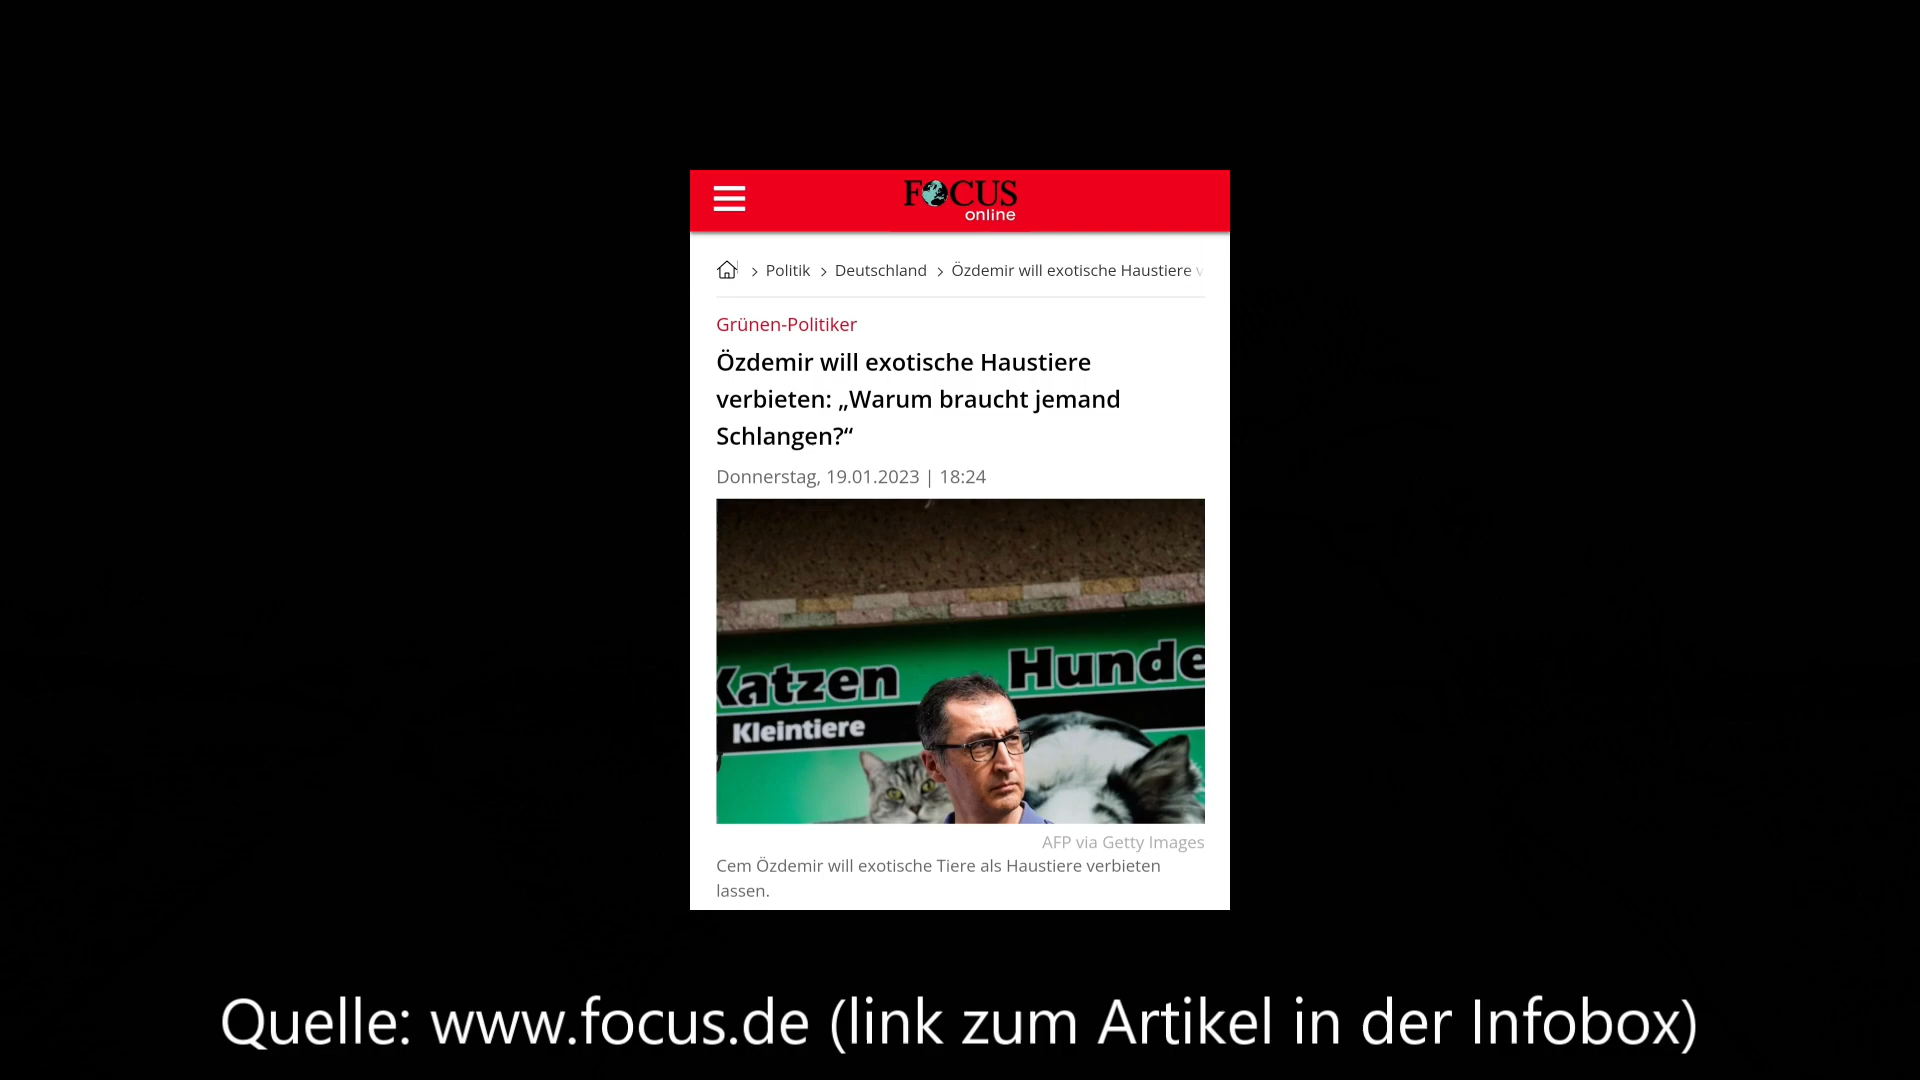 FOCUS
online
Politik > Deutschland > Özdemir will exotische Haustiere
Grünen-Politiker
Özdemir will exotische Haustiere
verbieten: „Warum braucht jemand
Schlangen?“
Donnerstag, 19.01.2023 | 18:24
Katzen Hunde
Kleintiere
AFP via Getty Images
Cem Özdemir will exotische Tiere als Haustiere verbieten
lassen.
Quelle: www.focus.de (link zum Artikel in der Infobox)